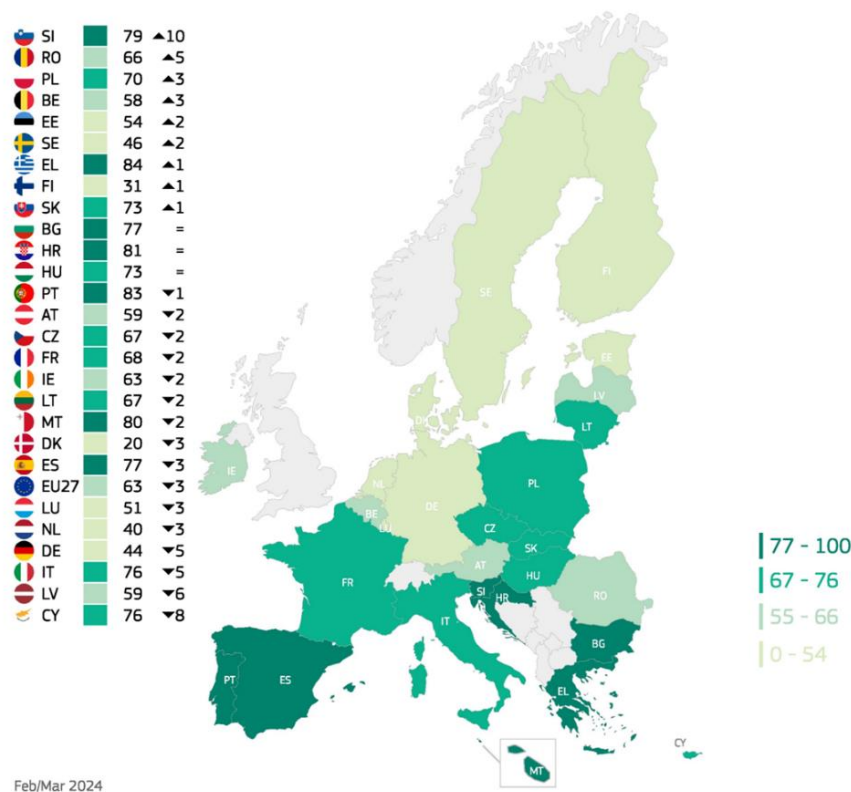 SI 79 ▲10
RO 66 ▲5
PL 70 ▲3
BE 58 ▲3
EE 54 ▲2
SE 46 ▲2
EL 84 ▲1
FI 31 ▲1
SK 73 ▲1
BG 77 =
HR 81 =
HU 73 =
PT 83 ▼1
AT 59 ▼2
CZ 67 ▼2
FR 68 ▼2
IE 63 ▼2
LT 67 ▼2
MT 80 ▼2
DK 20 ▼3
ES 77 ▼3
EU27 63 ▼3
LU 51 ▼3
NL 40 ▼3
DE 44 ▼5
IT 76 ▼5
LV 59 ▼6
CY 76 ▼8
FI
SE
EE
LV
DK
LT
IE
NL
PL
BE
DE
LU
CZ
SK
AT
HU
FR
SI
HR
RO
IT
BG
PT
ES
EL
CY
MT
77 - 100
67 - 76
55 - 66
0 - 54
Feb/Mar 2024